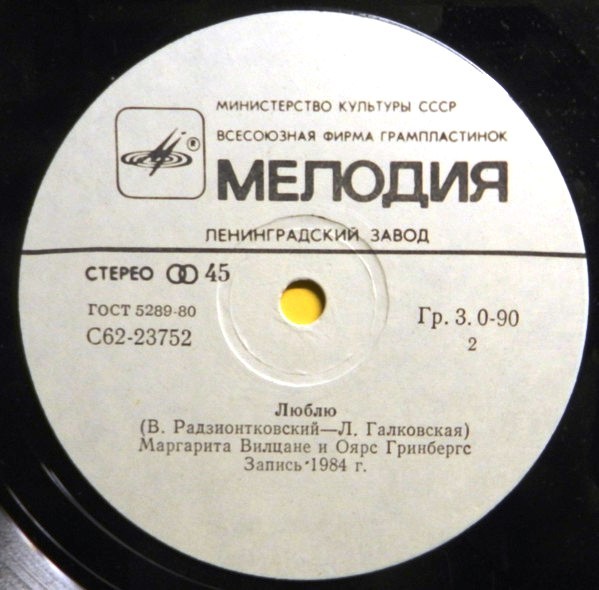 МИНИСТЕРСТВО КУЛЬТУРЫ СССР
ВСЕСОЮЗНАЯ ФИРМА ГРАМПЛАСТИНОК
®
МЕЛОДИЯ
ЛЕНИНГРАДСКИЙ ЗАВОД
СТЕРЕО 45
ГОСТ 5289-80
С62-23752
Гр. 3. 0-90
2
Люблю
(В. Радзионтковский—Л. Галковская)
Маргарита Вилцане и Оярс Гринбергс
Запись 1984 г.